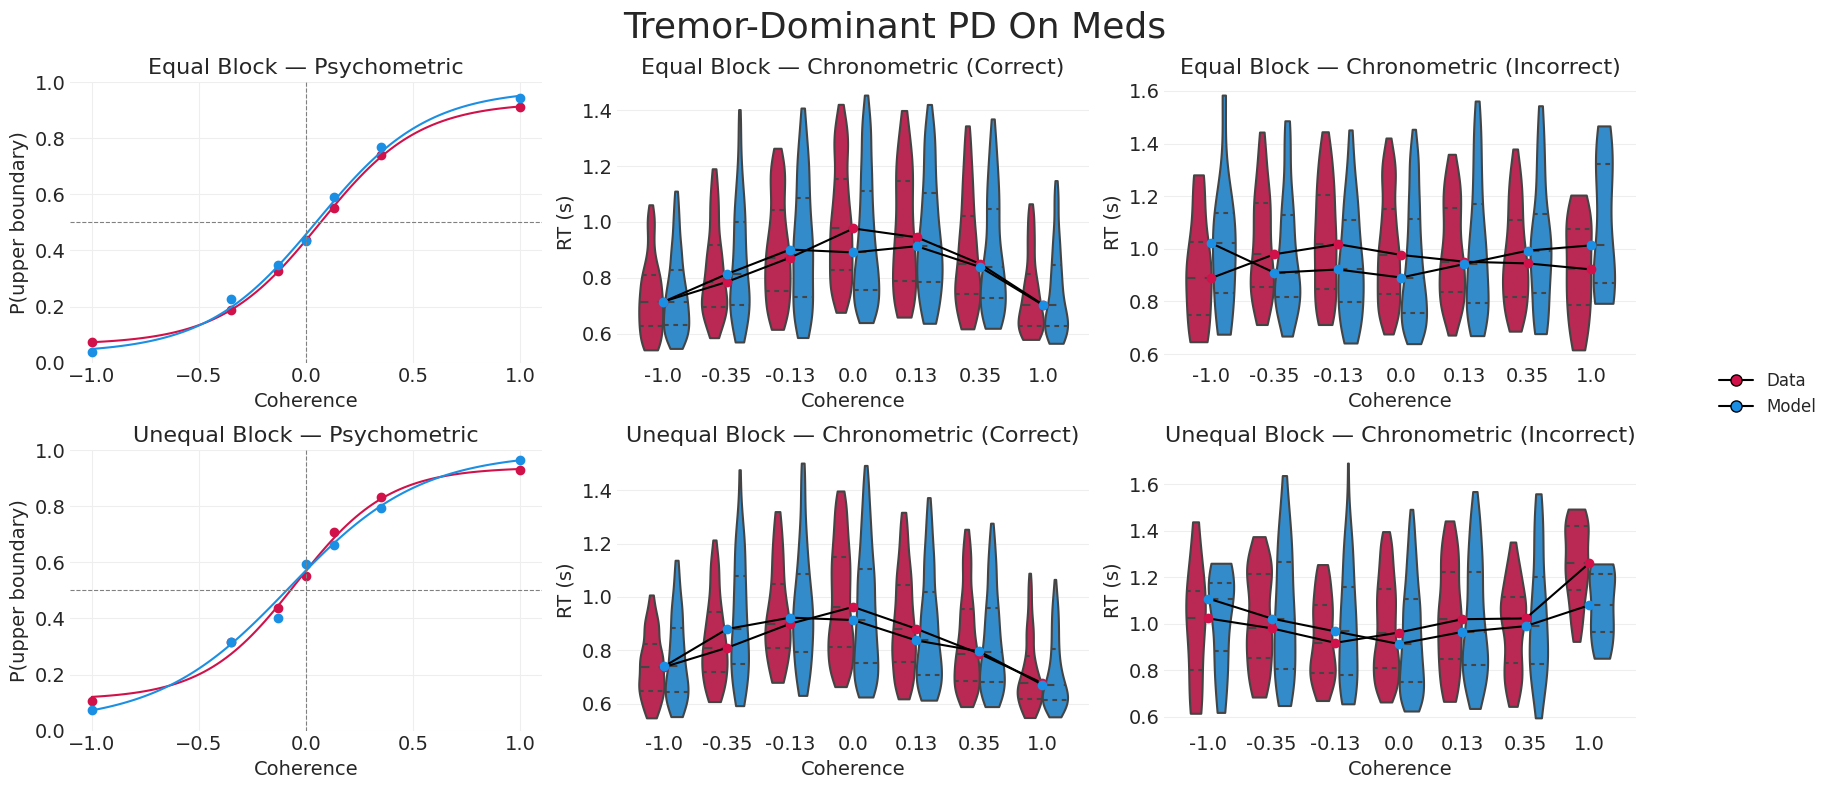 Tremor-Dominant PD On Meds
Equal Block — Psychometric
P(upper boundary)
1.0
0.8
0.6
0.4
0.2
0.0
−1.0 −0.5 0.0 0.5 1.0
Coherence
Equal Block — Chronometric (Correct)
RT (s)
1.4
1.2
1.0
0.8
0.6
-1.0 -0.35 -0.13 0.0 0.13 0.35 1.0
Coherence
Equal Block — Chronometric (Incorrect)
RT (s)
1.6
1.4
1.2
1.0
0.8
0.6
-1.0 -0.35 -0.13 0.0 0.13 0.35 1.0
Coherence
Data
Model
Unequal Block — Psychometric
P(upper boundary)
1.0
0.8
0.6
0.4
0.2
0.0
−1.0 −0.5 0.0 0.5 1.0
Coherence
Unequal Block — Chronometric (Correct)
RT (s)
1.4
1.2
1.0
0.8
0.6
-1.0 -0.35 -0.13 0.0 0.13 0.35 1.0
Coherence
Unequal Block — Chronometric (Incorrect)
RT (s)
1.6
1.4
1.2
1.0
0.8
0.6
-1.0 -0.35 -0.13 0.0 0.13 0.35 1.0
Coherence